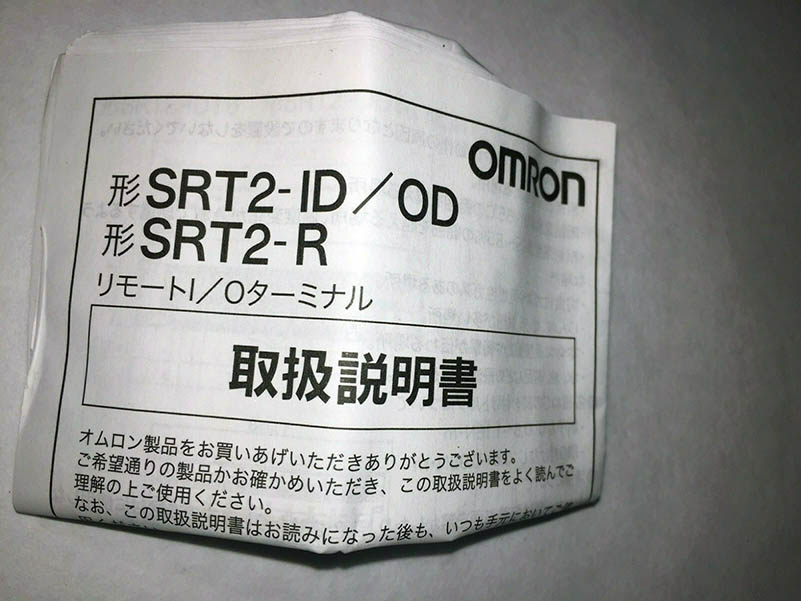 OMRON
形SRT2-ID／OD
形SRT2-R
リモートI／Oターミナル
取扱説明書
オムロン製品をお買いあげいただきありがとうございます。
ご希望通りの製品かお確かめいただき、この取扱説明書をよく読んでご
理解の上ご使用ください。
なお、この取扱説明書はお読みになった後も、いつも手元においてご使